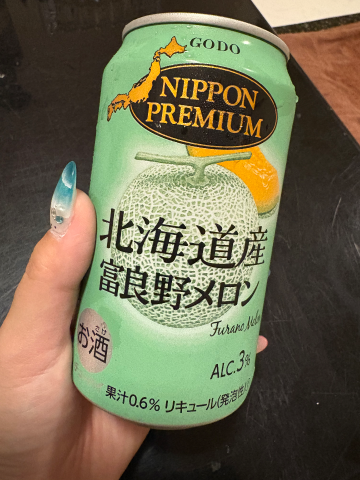 GODO
NIPPON
PREMIUM
北海道産
富良野メロン
Furano Melon
お酒
ALC.3%
果汁0.6% リキュール(発泡性)